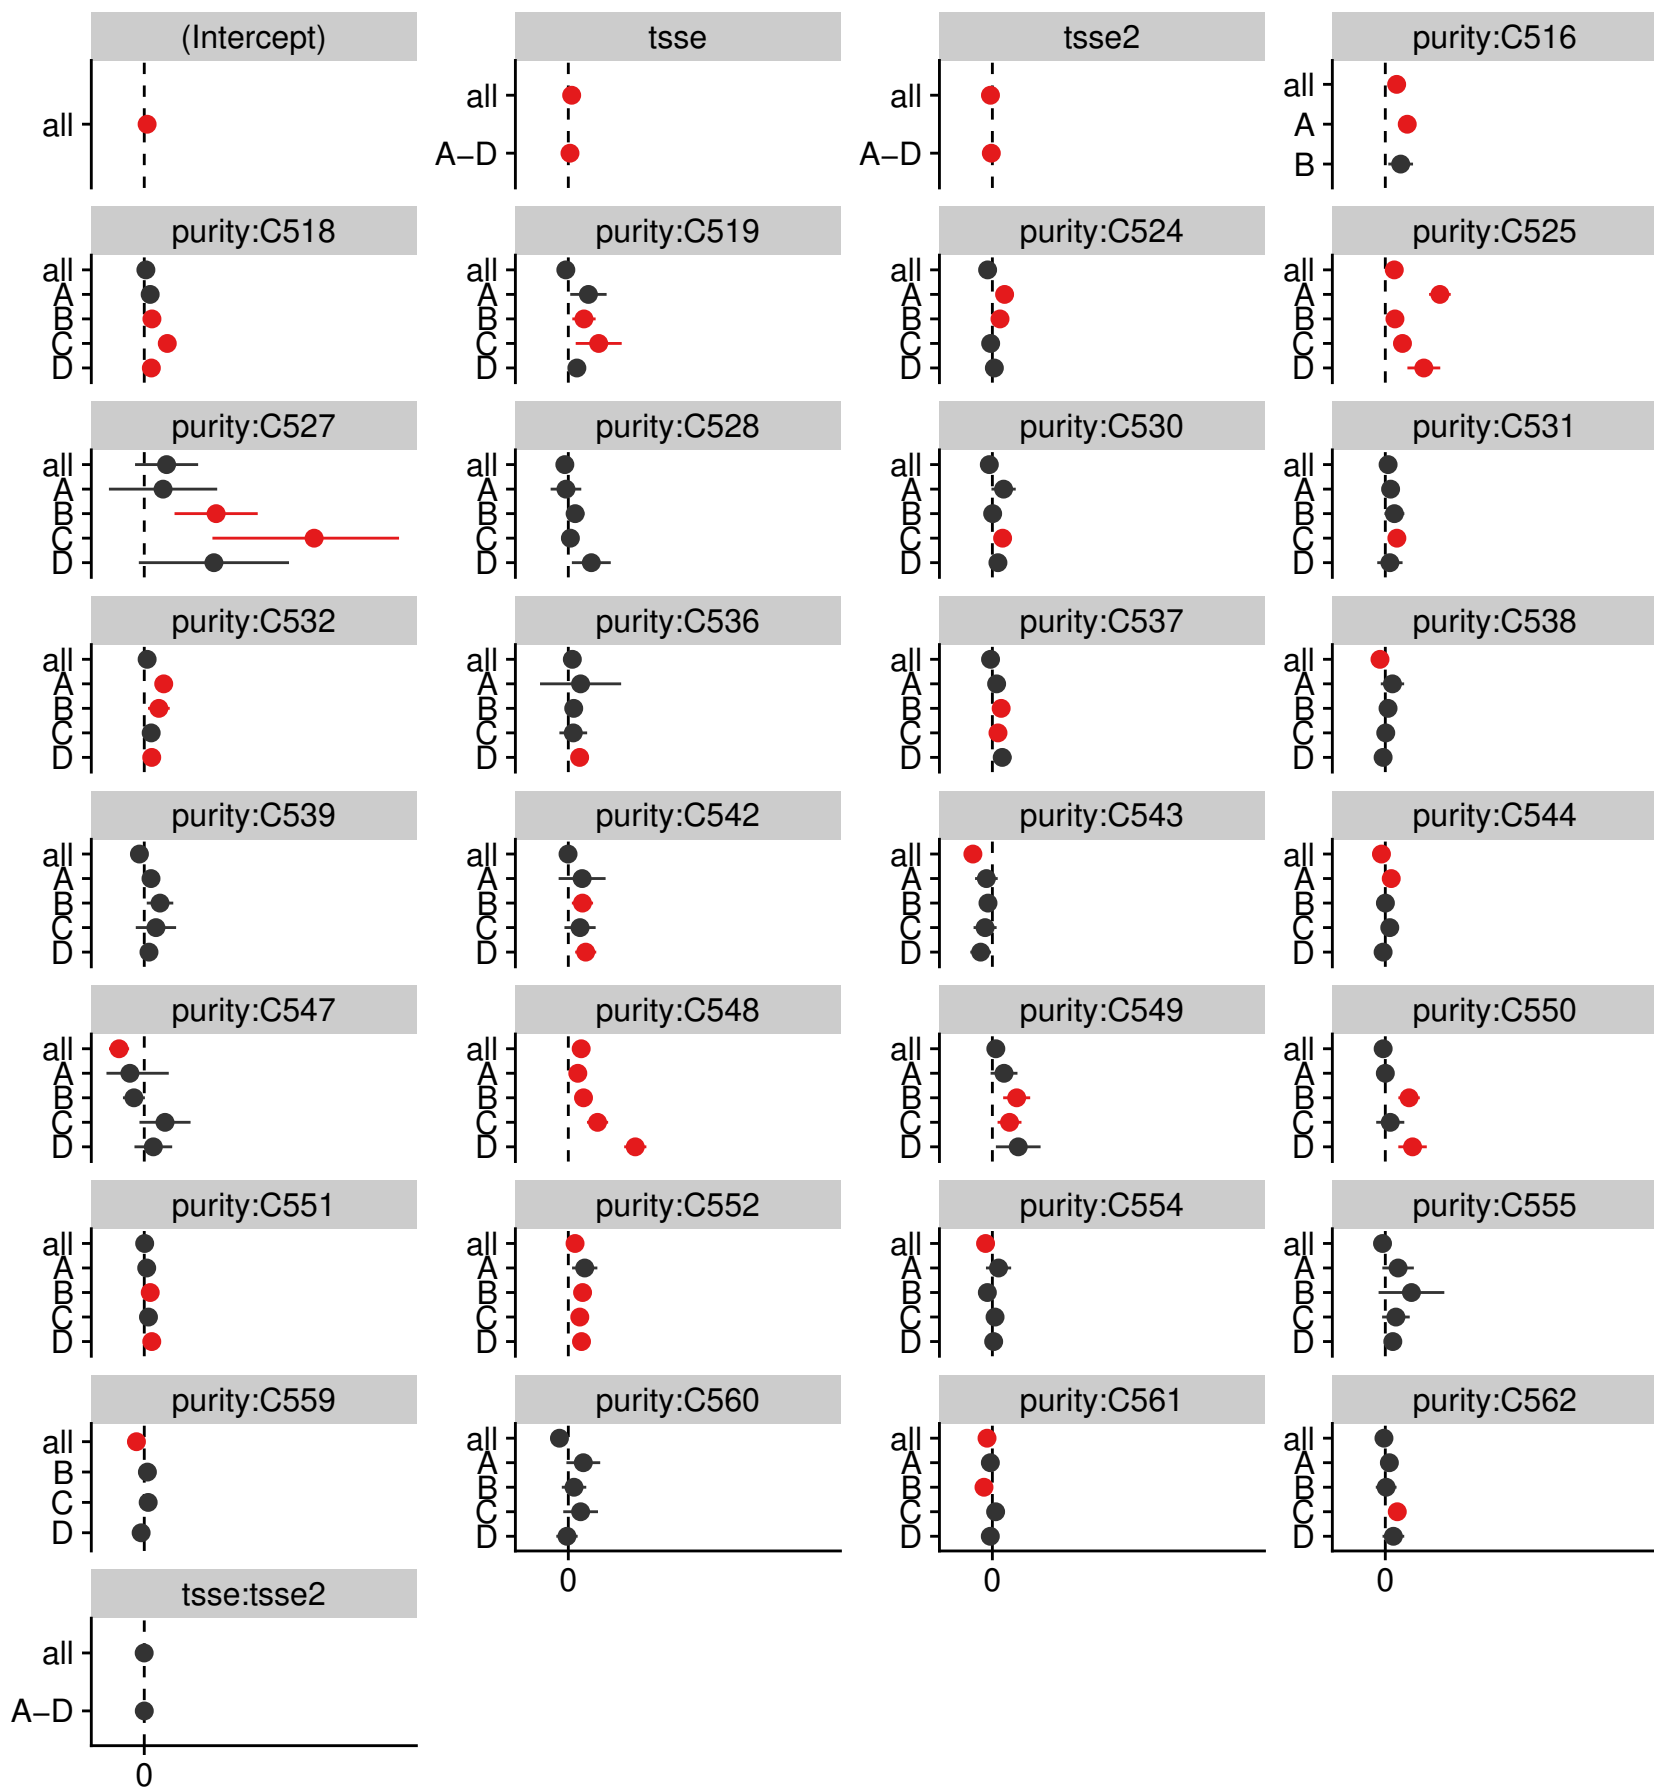 (Intercept) tsse tsse2 purity:C516
all
all
A−D
all
A−D
all
A
B
purity:C518 purity:C519 purity:C524 purity:C525
all all all all
A A A A
B B B B
C C C C
D D D D
purity:C527 purity:C528 purity:C530 purity:C531
all all all all
A A A A
B B B B
C C C C
D D D D
purity:C532 purity:C536 purity:C537 purity:C538
all all all all
A A A A
B B B B
C C C C
D D D D
purity:C539 purity:C542 purity:C543 purity:C544
all all all all
A A A A
B B B B
C C C C
D D D D
purity:C547 purity:C548 purity:C549 purity:C550
all all all all
A A A A
B B B B
C C C C
D D D D
purity:C551 purity:C552 purity:C554 purity:C555
all all all all
A A A A
B B B B
C C C C
D D D D
purity:C559 purity:C560 purity:C561 purity:C562
all
B
C
D
all all all
A A A
B B B
C C C
D D D
0 0 0
tsse:tsse2
all
A−D
0